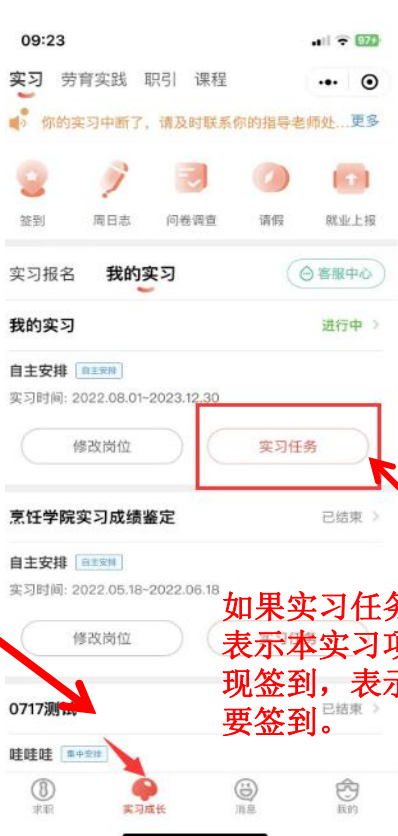 09:23
97
实习 劳育实践 职引 课程
你的实习中断了，请及时联系你的指导老师处...更多
签到 周日志 问卷调查 请假 就业上报
实习报名 我的实习 客服中心
我的实习 进行中
自主安排 自主安排
实习时间: 2022.08.01~2023.12.30
修改岗位 实习任务
烹饪学院实习成绩鉴定 已结束
自主安排 自主安排
实习时间: 2022.05.18~2022.06.18
如果实习任务
修改岗位
表示本实习项
现签到，表示
0717测试 已结束
要签到。
哇哇哇 集中安排
求职 实习成长 消息 我的